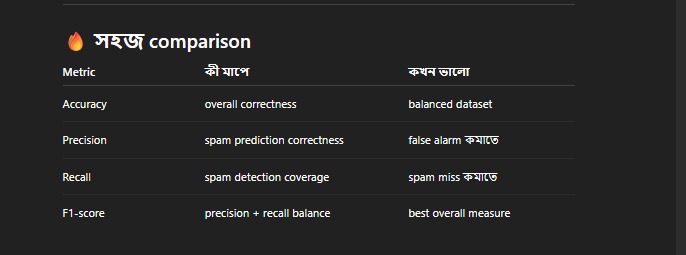 🔥 সহজ comparison
Metric কী মাপে কখন ভালো
Accuracy overall correctness balanced dataset
Precision spam prediction correctness false alarm কমাতে
Recall spam detection coverage spam miss কমাতে
F1-score precision + recall balance best overall measure